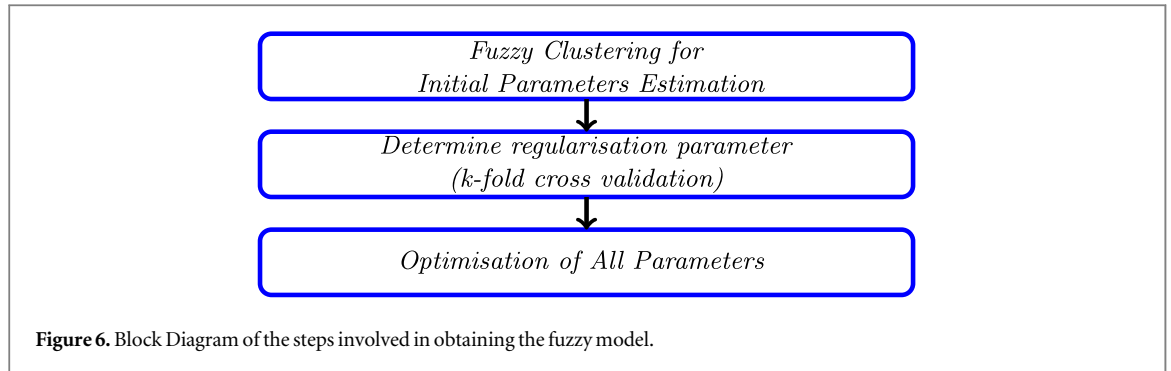 Fuzzy Clustering for
Initial Parameters Estimation
Determine regularisation parameter
(k-fold cross validation)
Optimisation of All Parameters
Figure 6. Block Diagram of the steps involved in obtaining the fuzzy model.